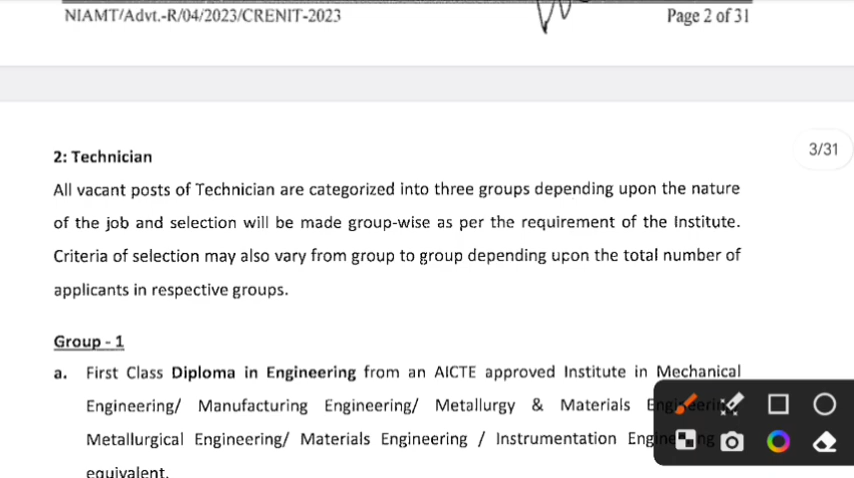 NIAMT/Advt.-R/04/2023/CRENIT-2023 Page 2 of 31
3/31
2: Technician
All vacant posts of Technician are categorized into three groups depending upon the nature
of the job and selection will be made group-wise as per the requirement of the Institute.
Criteria of selection may also vary from group to group depending upon the total number of
applicants in respective groups.
Group - 1
a. First Class Diploma in Engineering from an AICTE approved Institute in Mechanical
Engineering/ Manufacturing Engineering/ Metallurgy & Materials
Metallurgical Engineering/ Materials Engineering / Instrumentation
equivalent.